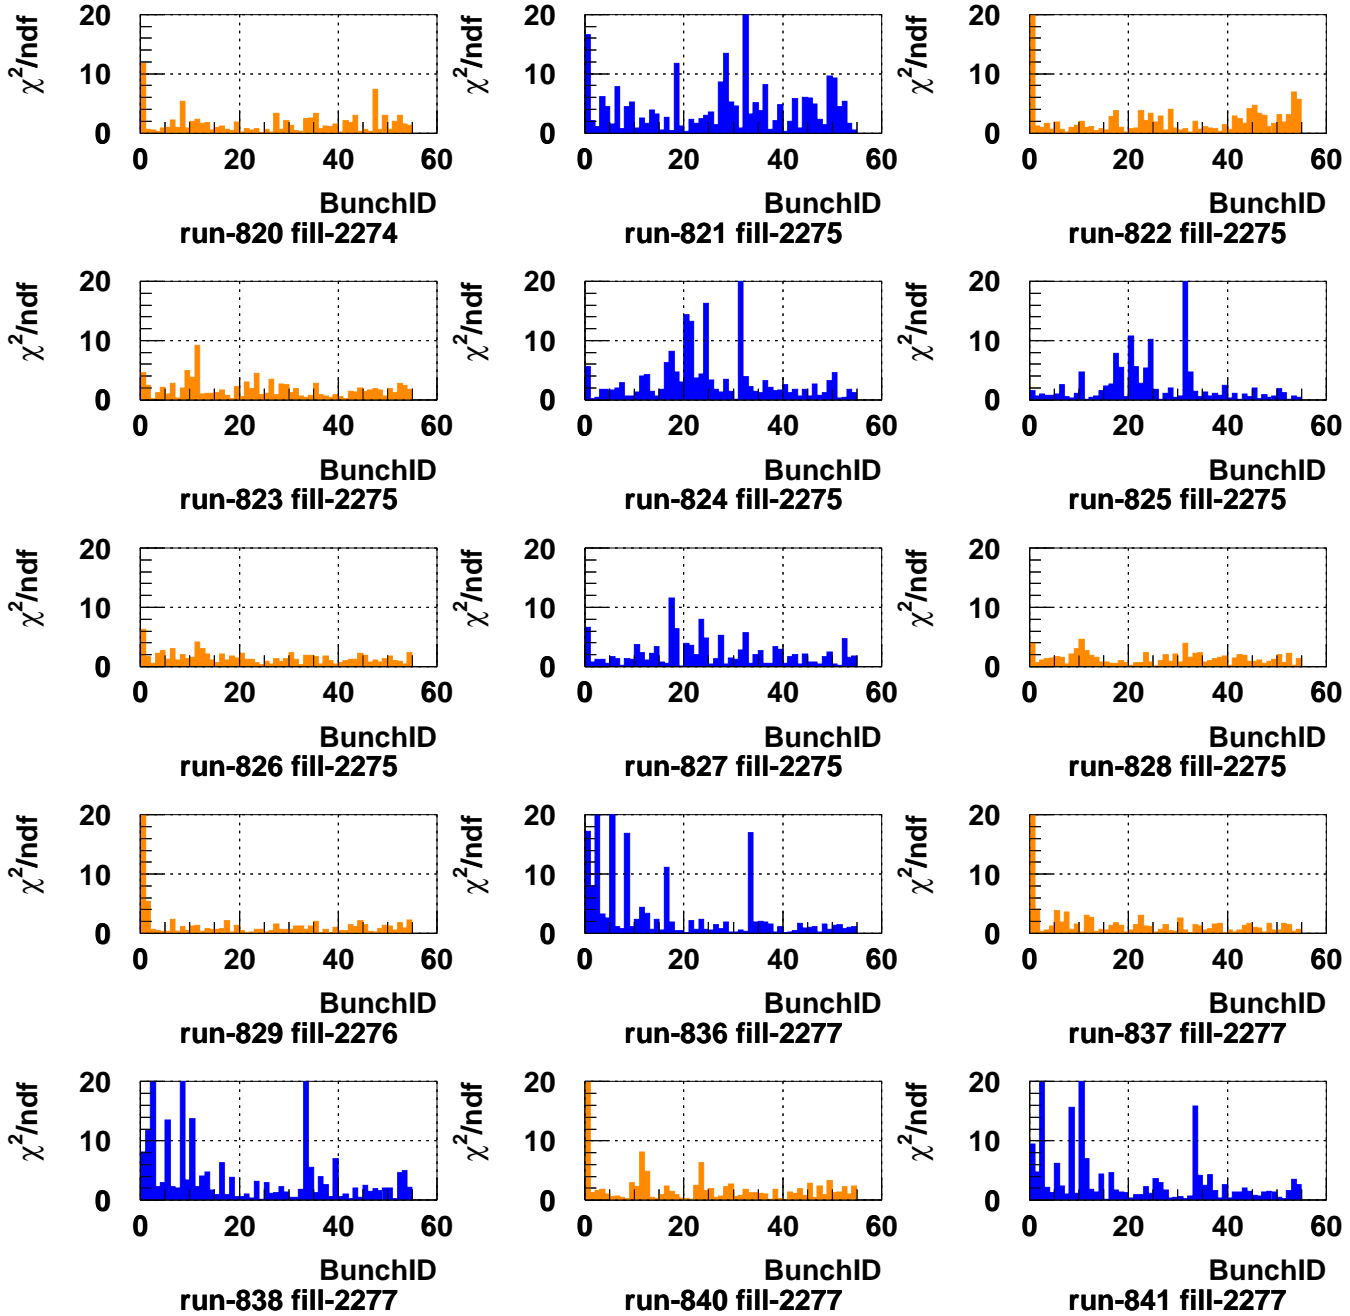 χ²/ndf 20 10 0 0 20 40 60 BunchID run-820 fill-2274
χ²/ndf 20 10 0 0 20 40 60 BunchID run-821 fill-2275
χ²/ndf 20 10 0 0 20 40 60 BunchID run-822 fill-2275
χ²/ndf 20 10 0 0 20 40 60 BunchID run-823 fill-2275
χ²/ndf 20 10 0 0 20 40 60 BunchID run-824 fill-2275
χ²/ndf 20 10 0 0 20 40 60 BunchID run-825 fill-2275
χ²/ndf 20 10 0 0 20 40 60 BunchID run-826 fill-2275
χ²/ndf 20 10 0 0 20 40 60 BunchID run-827 fill-2275
χ²/ndf 20 10 0 0 20 40 60 BunchID run-828 fill-2275
χ²/ndf 20 10 0 0 20 40 60 BunchID run-829 fill-2276
χ²/ndf 20 10 0 0 20 40 60 BunchID run-836 fill-2277
χ²/ndf 20 10 0 0 20 40 60 BunchID run-837 fill-2277
χ²/ndf 20 10 0 0 20 40 60 BunchID run-838 fill-2277
χ²/ndf 20 10 0 0 20 40 60 BunchID run-840 fill-2277
χ²/ndf 20 10 0 0 20 40 60 BunchID run-841 fill-2277